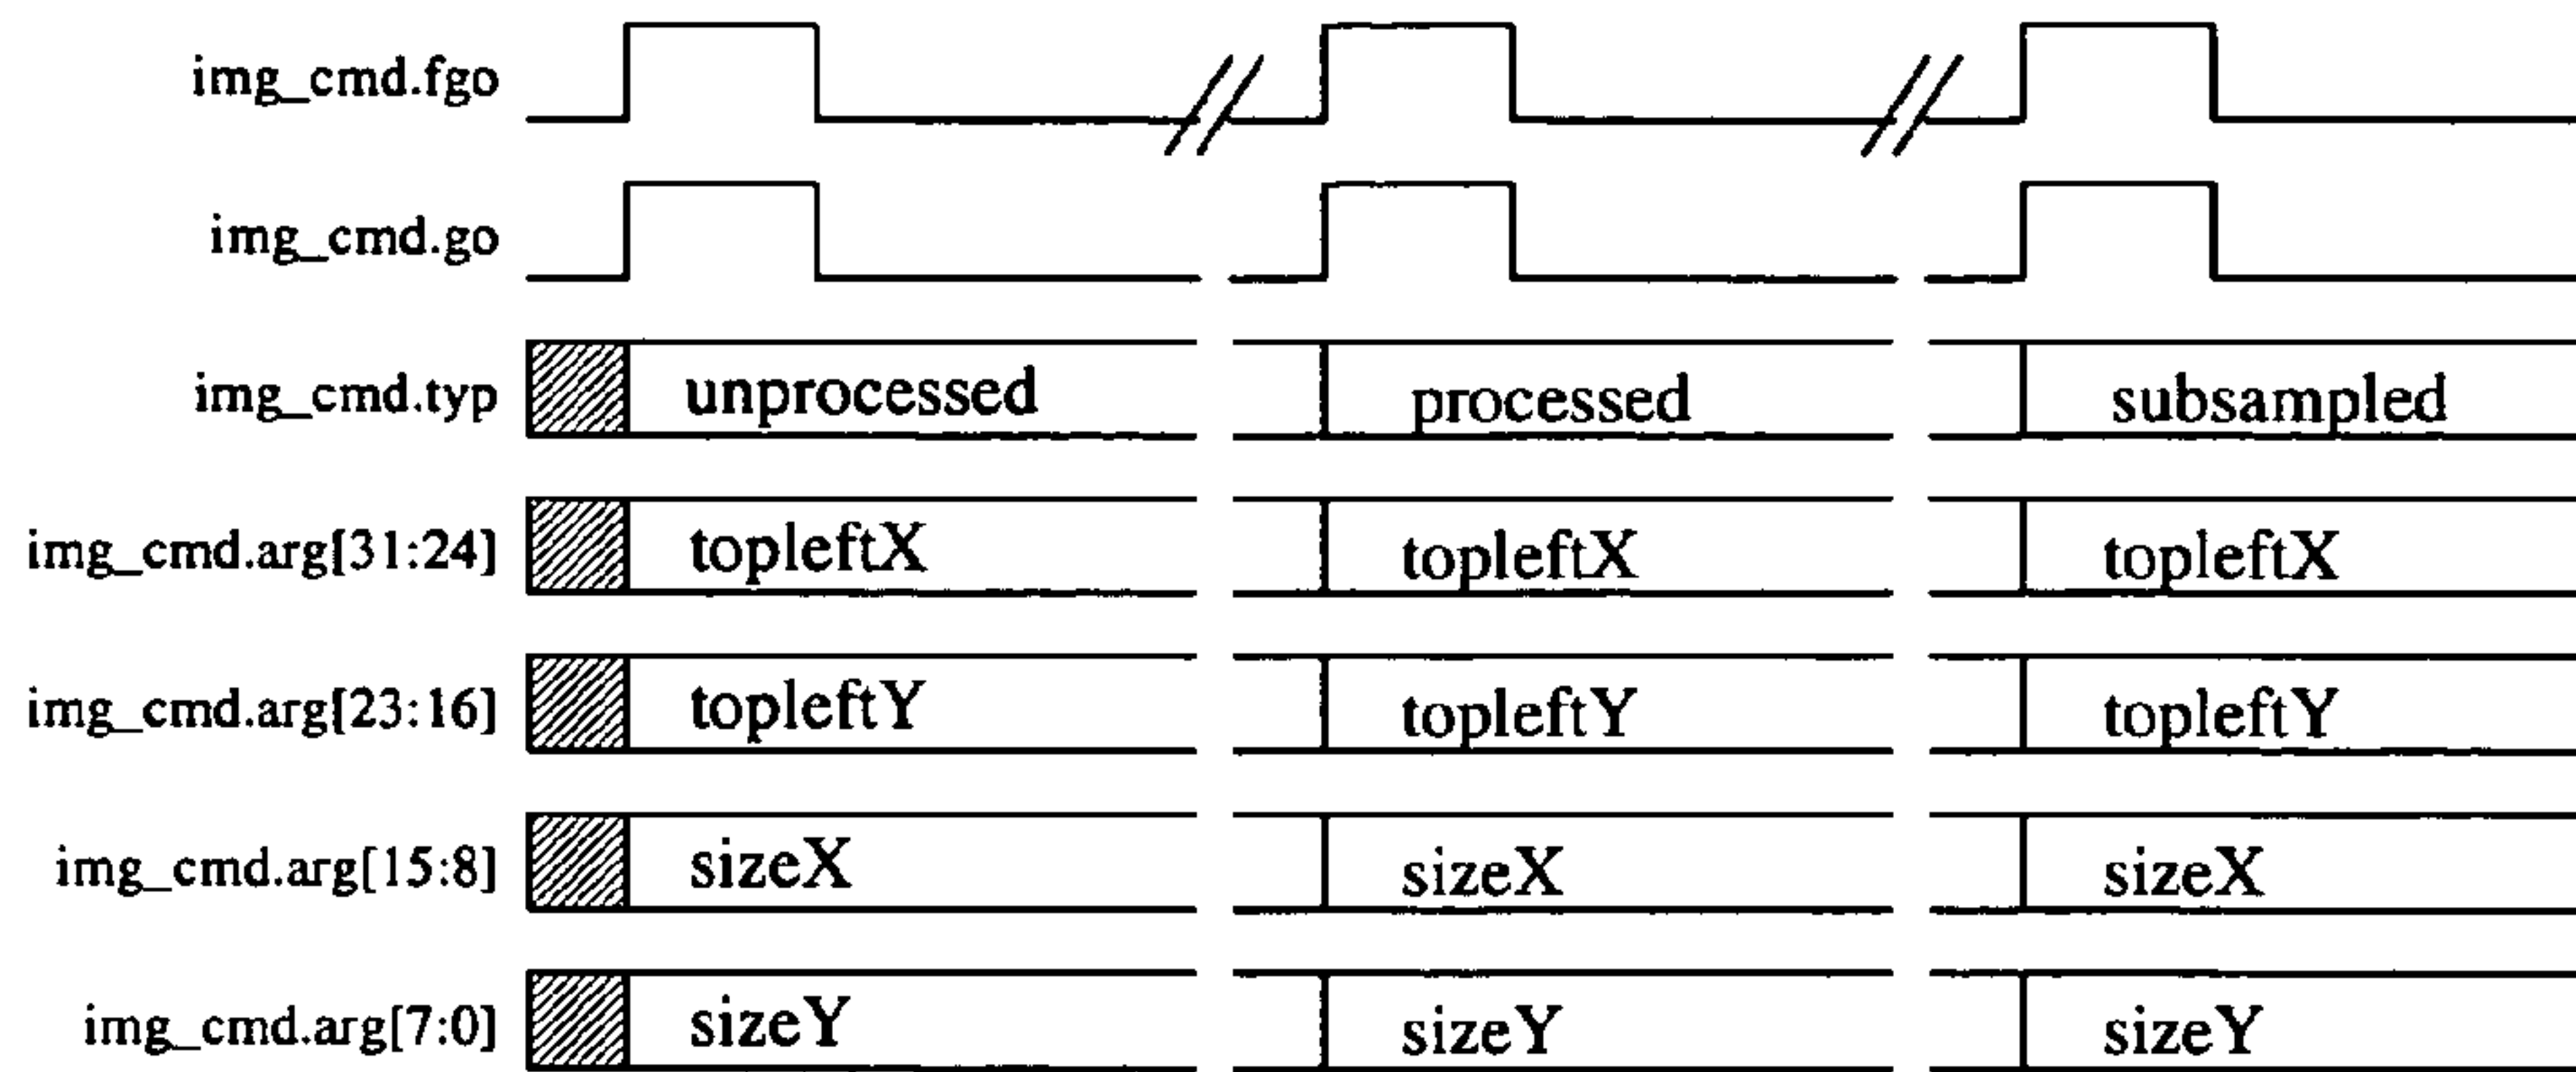 img_cmd.fgo
img_cmd.go
img_cmd.typ unprocessed processed subsampled
img_cmd.arg[31:24] topleftX topleftX topleftX
img_cmd.arg[23:16] topleftY topleftY topleftY
img_cmd.arg[15:8] sizeX sizeX sizeX
img_cmd.arg[7:0] sizeY sizeY sizeY